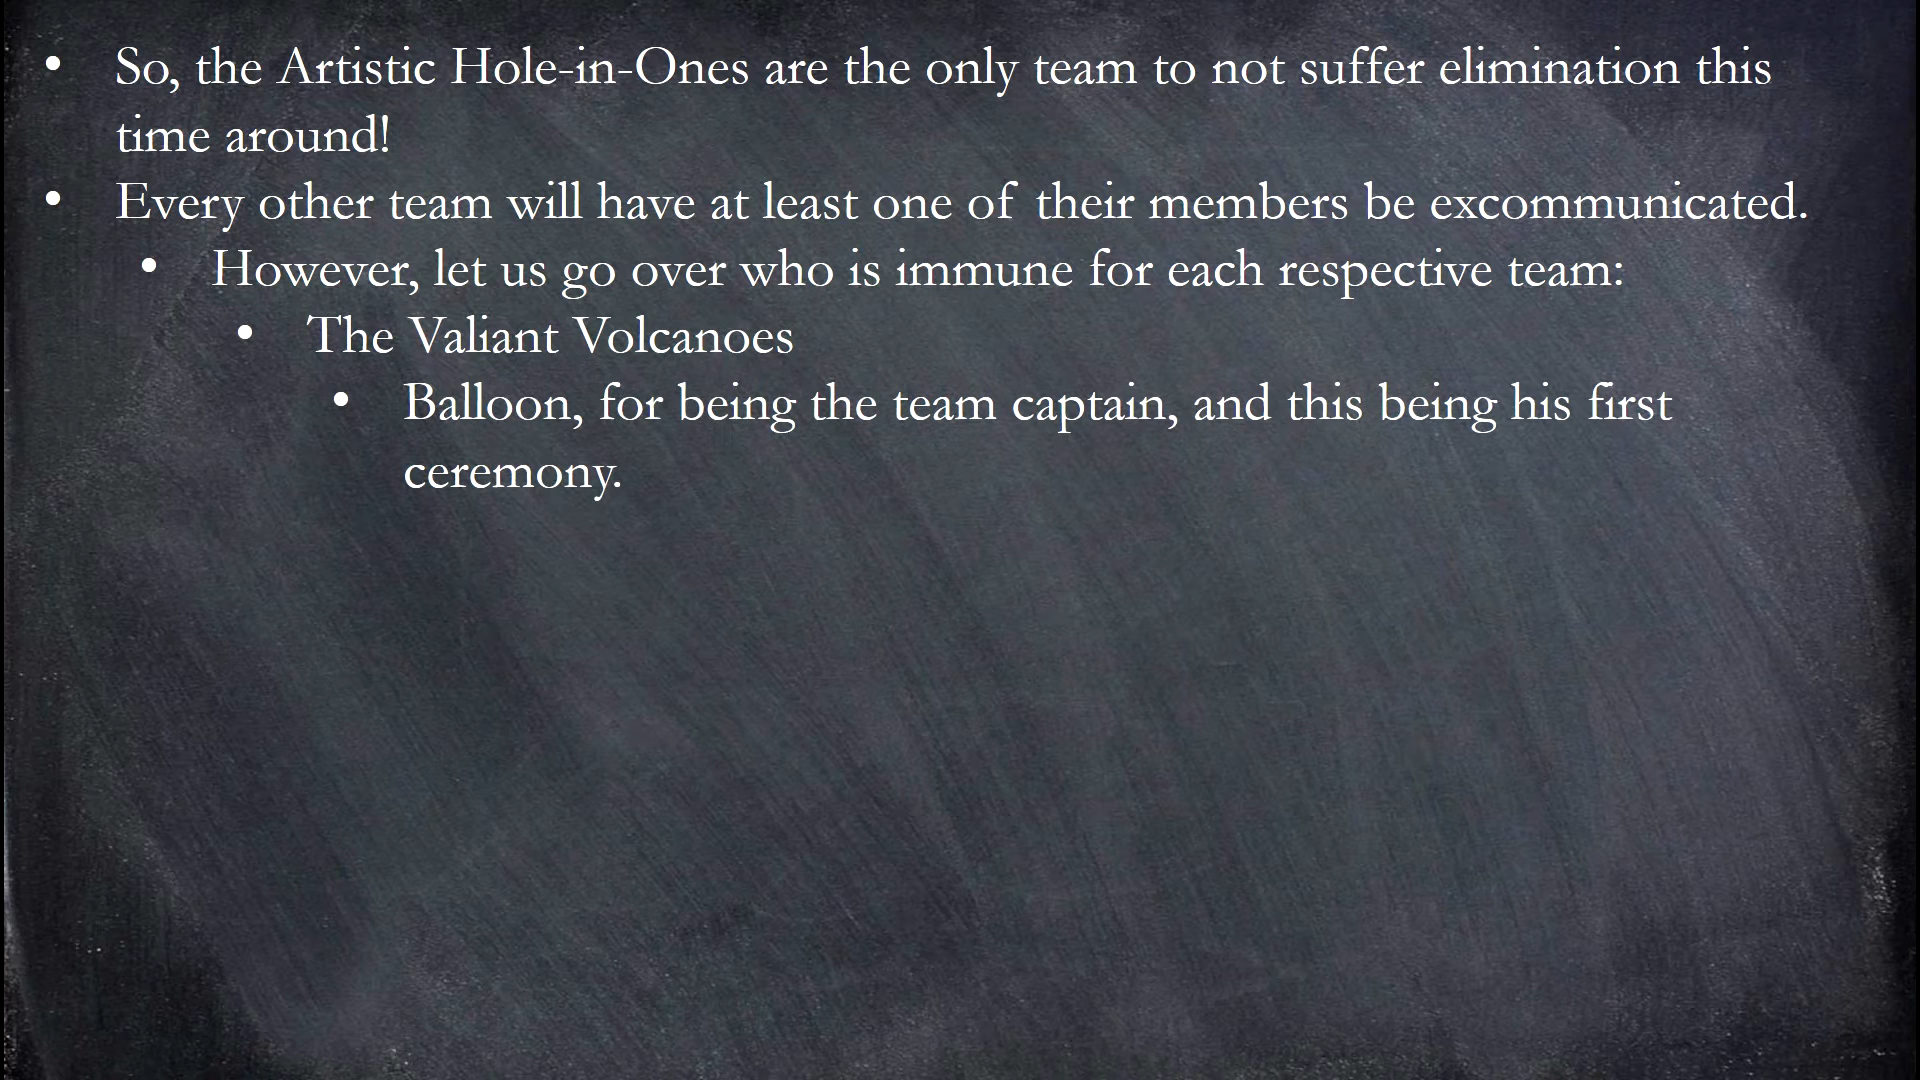 • So, the Artistic Hole-in-Ones are the only team to not suffer elimination this
time around!
• Every other team will have at least one of their members be excommunicated.
• However, let us go over who is immune for each respective team:
• The Valiant Volcanoes
• Balloon, for being the team captain, and this being his first
ceremony.